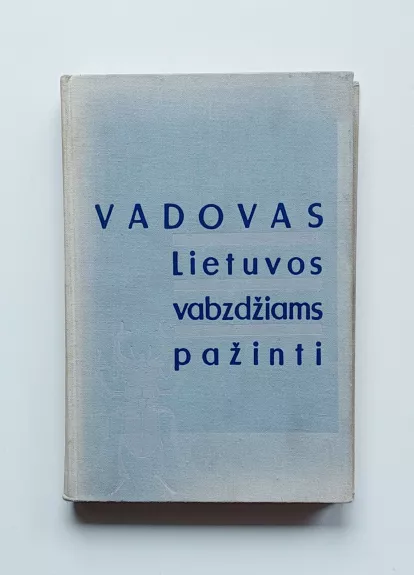 VADOVAS
Lietuvos
vabzdžiams
pažinti